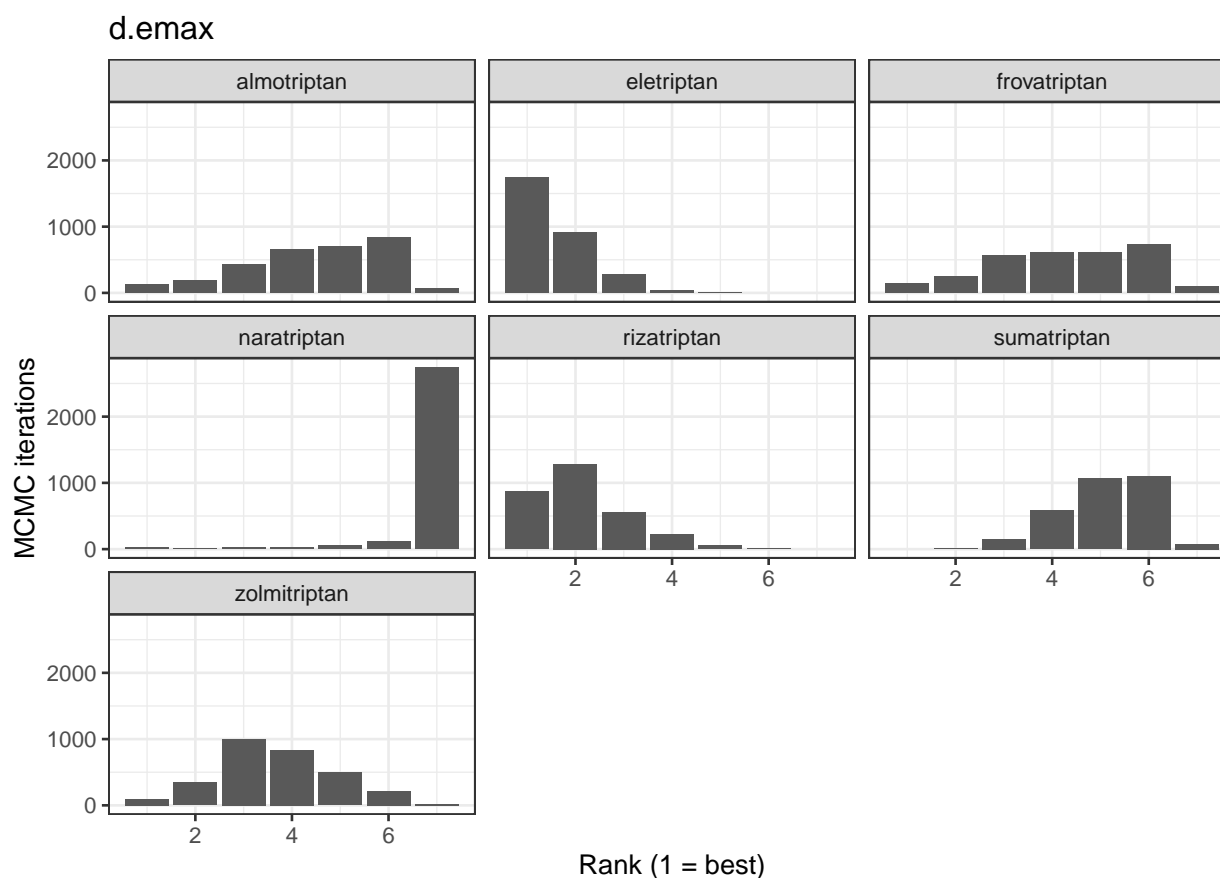 d.emax
almotriptan
eletriptan
frovatriptan
2000
1000
0
naratriptan
rizatriptan
sumatriptan
2000
1000
0
2 4 6
2 4 6
zolmitriptan
2000
1000
0
2 4 6
MCMC iterations
Rank (1 = best)